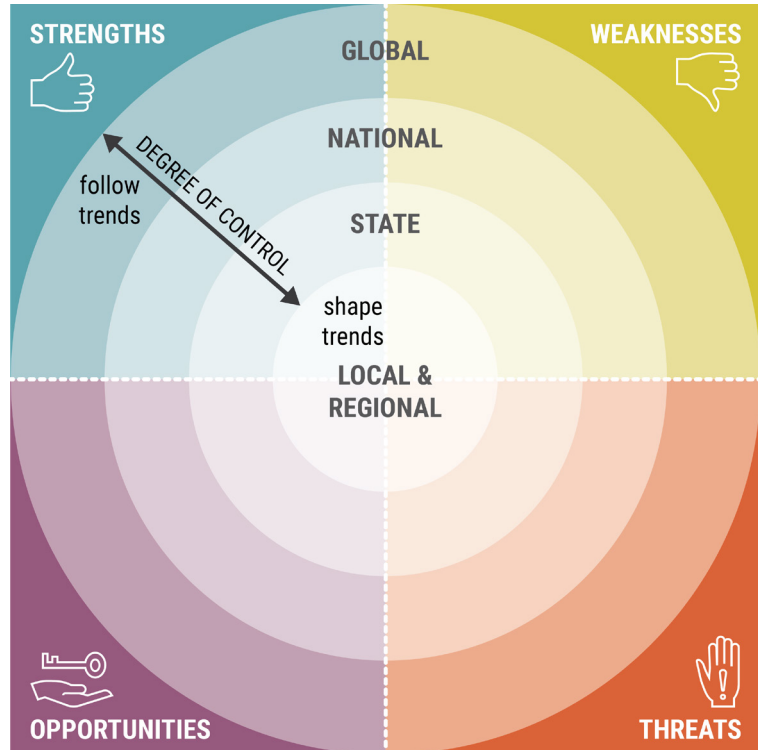 STRENGTHS
WEAKNESSES
GLOBAL
NATIONAL
DEGREE OF CONTROL
follow
trends
STATE
shape
trends
LOCAL &
REGIONAL
!
OPPORTUNITIES
THREATS